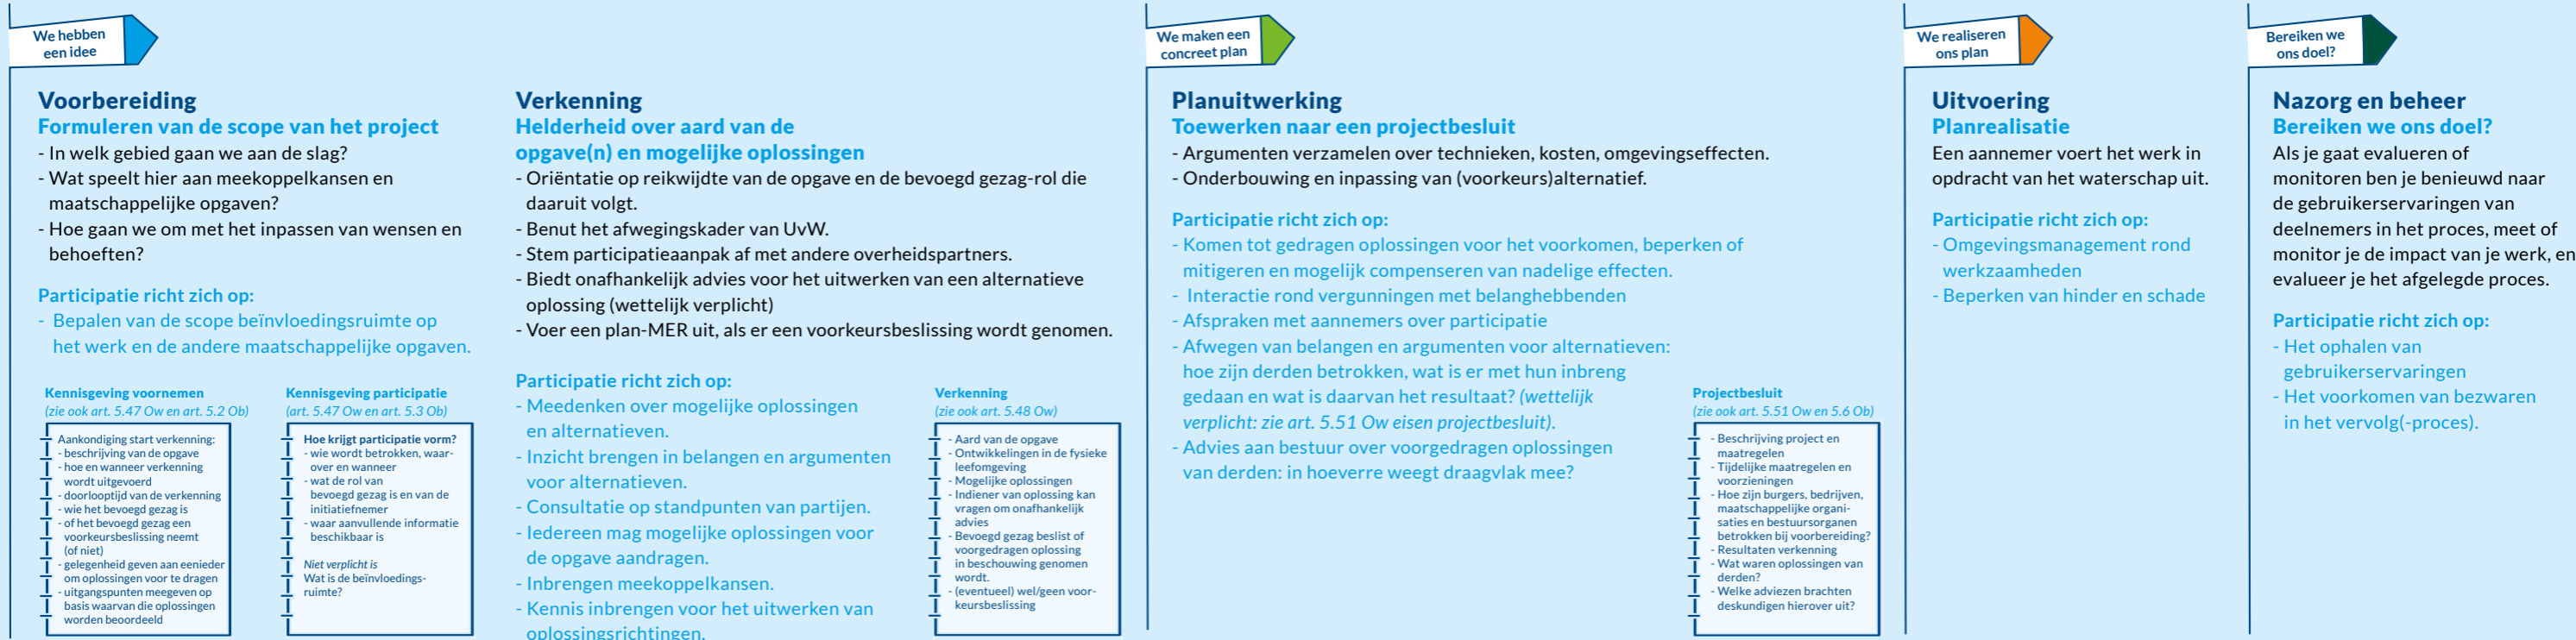 We hebben
een idee
Voorbereiding
Formuleren van de scope van het project
- In welk gebied gaan we aan de slag?
- Wat speelt hier aan meekoppelkansen en
maatschappelijke opgaven?
- Hoe gaan we om met het inpassen van wensen en
behoeften?
Participatie richt zich op:
- Bepalen van de scope beïnvloedingsruimte op
het werk en de andere maatschappelijke opgaven.
Kennisgeving voornemen
(zie ook art. 5.47 Ow en art. 5.2 Ob)
Aankondiging start verkenning:
- beschrijving van de opgave
- hoe en wanneer verkenning
wordt uitgevoerd
- doorlooptijd van de verkenning
- wie het bevoegd gezag is
- of het bevoegd gezag een
voorkeursbeslissing neemt
(of niet)
- gelegenheid geven aan eenieder
om oplossingen voor te dragen
- uitgangspunten meegeven op
basis waarvan die oplossingen
worden beoordeeld
Kennisgeving participatie
(art. 5.47 Ow en art. 5.3 Ob)
Hoe krijgt participatie vorm?
- wie wordt betrokken, waar-
over en wanneer
- wat de rol van
bevoegd gezag is en van de
initiatiefnemer
- waar aanvullende informatie
beschikbaar is
Niet verplicht is
Wat is de beïnvloedings-
ruimte?
Verkenning
Helderheid over aard van de
opgave(n) en mogelijke oplossingen
- Oriëntatie op reikwijdte van de opgave en de bevoegd gezag-rol die
daaruit volgt.
- Benut het afwegingskader van UvW.
- Stem participatieaanpak af met andere overheidspartners.
- Biedt onafhankelijk advies voor het uitwerken van een alternatieve
oplossing (wettelijk verplicht)
- Voer een plan-MER uit, als er een voorkeursbeslissing wordt genomen.
Participatie richt zich op:
- Meedenken over mogelijke oplossingen
en alternatieven.
- Inzicht brengen in belangen en argumenten
voor alternatieven.
- Consultatie op standpunten van partijen.
- Iedereen mag mogelijke oplossingen voor
de opgave aandragen.
- Inbrengen meekoppelkansen.
- Kennis inbrengen voor het uitwerken van
oplossingsrichtingen.
Verkenning
(zie ook art. 5.48 Ow)
- Aard van de opgave
- Ontwikkelingen in de fysieke
leefomgeving
- Mogelijke oplossingen
- Indiener van oplossing kan
vragen om onafhankelijk
advies
- Bevoegd gezag beslist of
voorgedragen oplossing
in beschouwing genomen
wordt.
- (eventueel) wel/geen voor-
keursbeslissing
We maken een
concreet plan
Planuitwerking
Toewerken naar een projectbesluit
- Argumenten verzamelen over technieken, kosten, omgevingseffecten.
- Onderbouwing en inpassing van (voorkeurs)alternatief.
Participatie richt zich op:
- Komen tot gedragen oplossingen voor het voorkomen, beperken of
mitigeren en mogelijk compenseren van nadelige effecten.
- Interactie rond vergunningen met belanghebbenden
- Afspraken met aannemers over participatie
- Afwegen van belangen en argumenten voor alternatieven:
hoe zijn derden betrokken, wat is er met hun inbreng
gedaan en wat is daarvan het resultaat? (wettelijk
verplicht: zie art. 5.51 Ow eisen projectbesluit).
- Advies aan bestuur over voorgedragen oplossingen
van derden: in hoeverre weegt draagvlak mee?
Projectbesluit
(zie ook art. 5.51 Ow en 5.6 Ob)
- Beschrijving project en
maatregelen
- Tijdelijke maatregelen en
voorzieningen
- Hoe zijn burgers, bedrijven,
maatschappelijke organi-
saties en bestuursorganen
betrokken bij voorbereiding?
- Resultaten verkenning
- Wat waren oplossingen van
derden?
- Welke adviezen brachten
deskundigen hierover uit?
We realiseren
ons plan
Uitvoering
Planrealisatie
Een aannemer voert het werk in
opdracht van het waterschap uit.
Participatie richt zich op:
- Omgevingsmanagement rond
werkzaamheden
- Beperken van hinder en schade
Bereiken we
ons doel?
Nazorg en beheer
Bereiken we ons doel?
Als je gaat evalueren of
monitoren ben je benieuwd naar
de gebruikerservaringen van
deelnemers in het proces, meet of
monitor je de impact van je werk, en
evalueer je het afgelegde proces.
Participatie richt zich op:
- Het ophalen van
gebruikerservaringen
- Het voorkomen van bezwaren
in het vervolg(-proces).